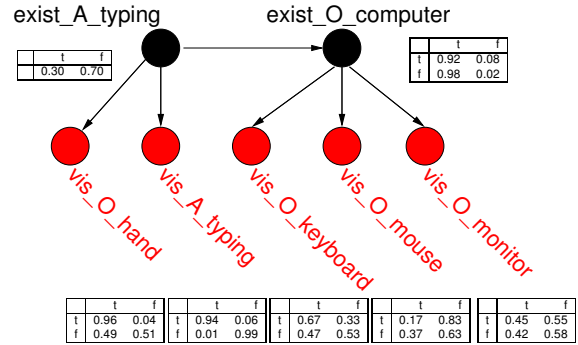 exist_A_typing exist_O_computer
t f
0.30 0.70
t f
t 0.92 0.08
f 0.98 0.02
vis_O_hand
vis_A_typing
vis_O_keyboard
vis_O_mouse
vis_O_monitor
t f
t 0.96 0.04
f 0.49 0.51
t f
t 0.94 0.06
f 0.01 0.99
t f
t 0.67 0.33
f 0.47 0.53
t f
t 0.17 0.83
f 0.37 0.63
t f
t 0.45 0.55
f 0.42 0.58